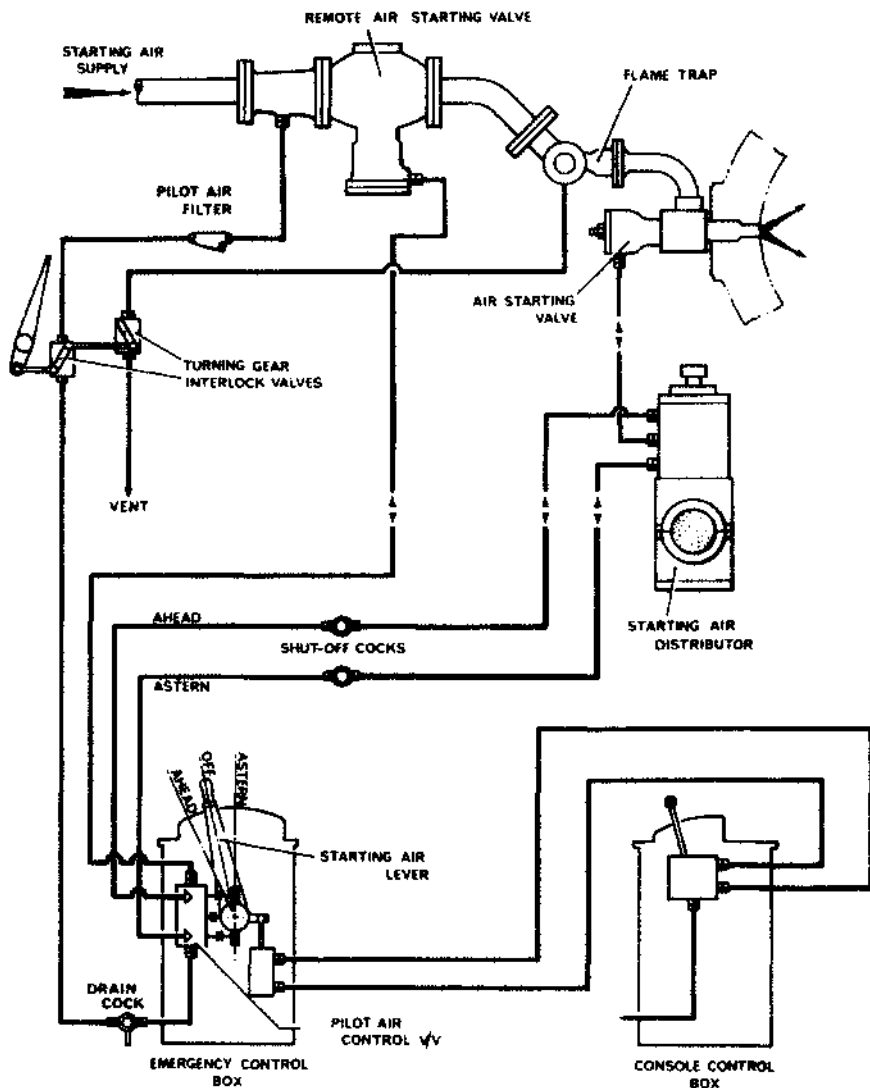 REMOTE AIR STARTING VALVE
STARTING AIR
SUPPLY
FLAME TRAP
PILOT AIR
FILTER
AIR STARTING
VALVE
TURNING GEAR
INTERLOCK VALVES
VENT
AHEAD
SHUT-OFF COCKS
STARTING AIR
DISTRIBUTOR
ASTERN
AHEAD
OFF
ASTERN
STARTING AIR
LEVER
DRAIN
COCK
PILOT AIR
CONTROL V/V
EMERGENCY CONTROL
BOX
CONSOLE CONTROL
BOX